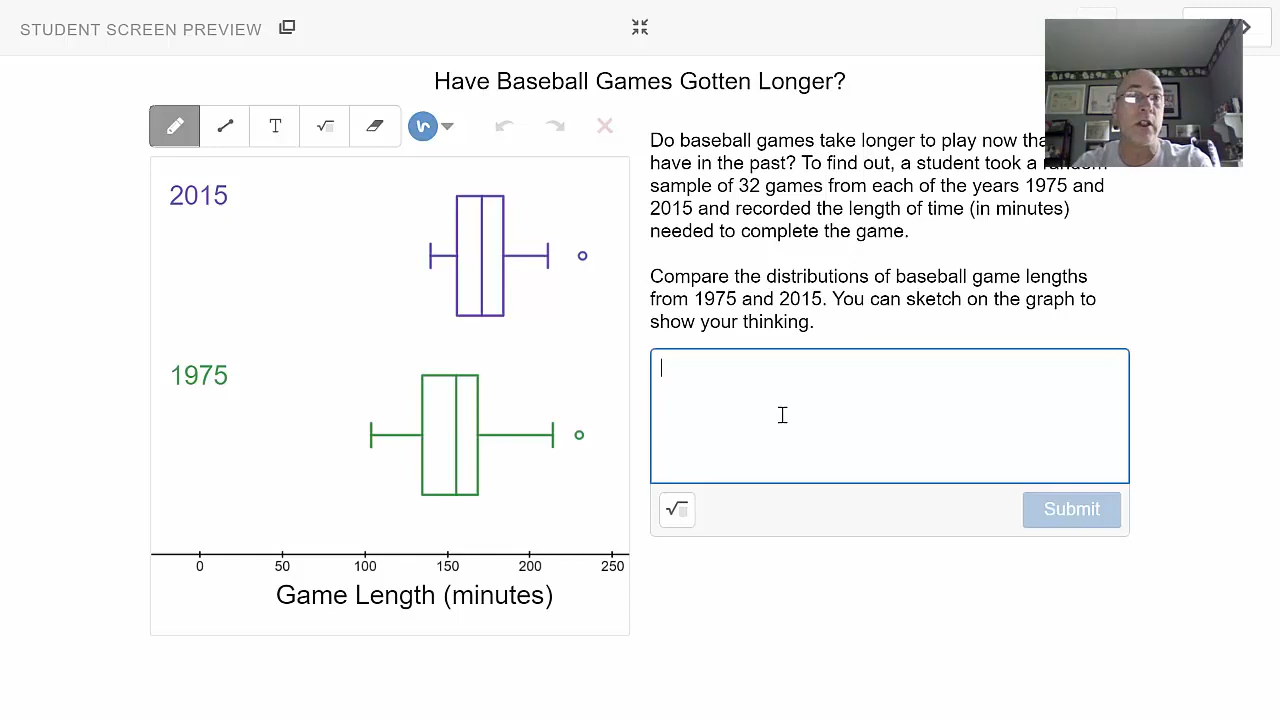 STUDENT SCREEN PREVIEW
Have Baseball Games Gotten Longer?
T
2015
1975
0 50 100 150 200 250
Game Length (minutes)
Do baseball games take longer to play now
have in the past? To find out, a student took a random
sample of 32 games from each of the years 1975 and
2015 and recorded the length of time (in minutes)
needed to complete the game.
Compare the distributions of baseball game lengths
from 1975 and 2015. You can sketch on the graph to
show your thinking.
√
Submit